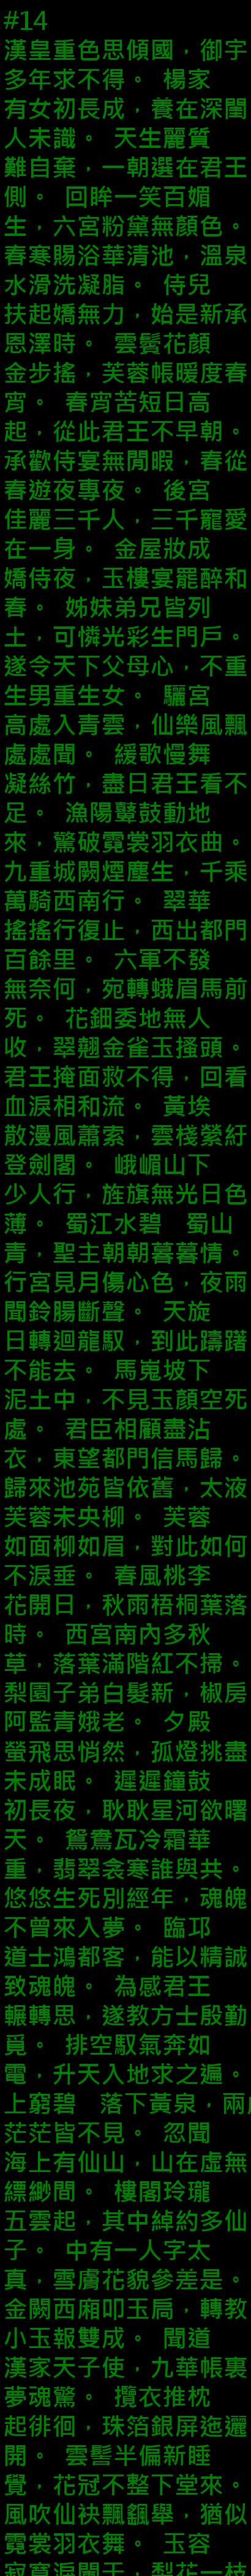 #14
漢皇重色思傾國，御宇
多年求不得。 楊家
有女初長成，養在深閨
人未識。 天生麗質
難自棄，一朝選在君王
側。 回眸一笑百媚
生，六宮粉黛無顏色。
春寒賜浴華清池，溫泉
水滑洗凝脂。 侍兒
扶起嬌無力，始是新承
恩澤時。 雲鬢花顏
金步搖，芙蓉帳暖度春
宵。 春宵苦短日高
起，從此君王不早朝。
承歡侍宴無閒暇，春從
春遊夜專夜。 後宮
佳麗三千人，三千寵愛
在一身。 金屋妝成
嬌侍夜，玉樓宴罷醉和
春。 姊妹弟兄皆列
土，可憐光彩生門戶。
遂令天下父母心，不重
生男重生女。 驪宮
高處入青雲，仙樂風飄
處處聞。 緩歌慢舞
凝絲竹，盡日君王看不
足。 漁陽鼙鼓動地
來，驚破霓裳羽衣曲。
九重城闕煙塵生，千乘
萬騎西南行。 翠華
搖搖行復止，西出都門
百餘里。 六軍不發
無奈何，宛轉蛾眉馬前
死。 花鈿委地無人
收，翠翹金雀玉搔頭。
君王掩面救不得，回看
血淚相和流。 黃埃
散漫風蕭索，雲棧縈紆
登劍閣。 峨嵋山下
少人行，旌旗無光日色
薄。 蜀江水碧 蜀山
青，聖主朝朝暮暮情。
行宮見月傷心色，夜雨
聞鈴腸斷聲。 天旋
日轉迴龍馭，到此躊躇
不能去。 馬嵬坡下
泥土中，不見玉顏空死
處。 君臣相顧盡沾
衣，東望都門信馬歸。
歸來池苑皆依舊，太液
芙蓉未央柳。 芙蓉
如面柳如眉，對此如何
不淚垂。 春風桃李
花開日，秋雨梧桐葉落
時。 西宮南內多秋
草，落葉滿階紅不掃。
梨園子弟白髮新，椒房
阿監青娥老。 夕殿
螢飛思悄然，孤燈挑盡
未成眠。 遲遲鐘鼓
初長夜，耿耿星河欲曙
天。 鴛鴦瓦冷霜華
重，翡翠衾寒誰與共。
悠悠生死別經年，魂魄
不曾來入夢。 臨邛
道士鴻都客，能以精誠
致魂魄。 為感君王
輾轉思，遂教方士殷勤
覓。 排空馭氣奔如
電，升天入地求之遍。
上窮碧 落下黃泉，兩
茫茫皆不見。 忽聞
海上有仙山，山在虛無
縹緲間。 樓閣玲瓏
五雲起，其中綽約多仙
子。 中有一人字太
真，雪膚花貌參差是。
金闕西廂叩玉扃，轉教
小玉報雙成。 聞道
漢家天子使，九華帳裏
夢魂驚。 攬衣推枕
起徘徊，珠箔銀屏迤邐
開。 雲髻半偏新睡
覺，花冠不整下堂來。
風吹仙袂飄颻舉，猶似
霓裳羽衣舞。 玉容
寂寞淚闌干，梨花一枝